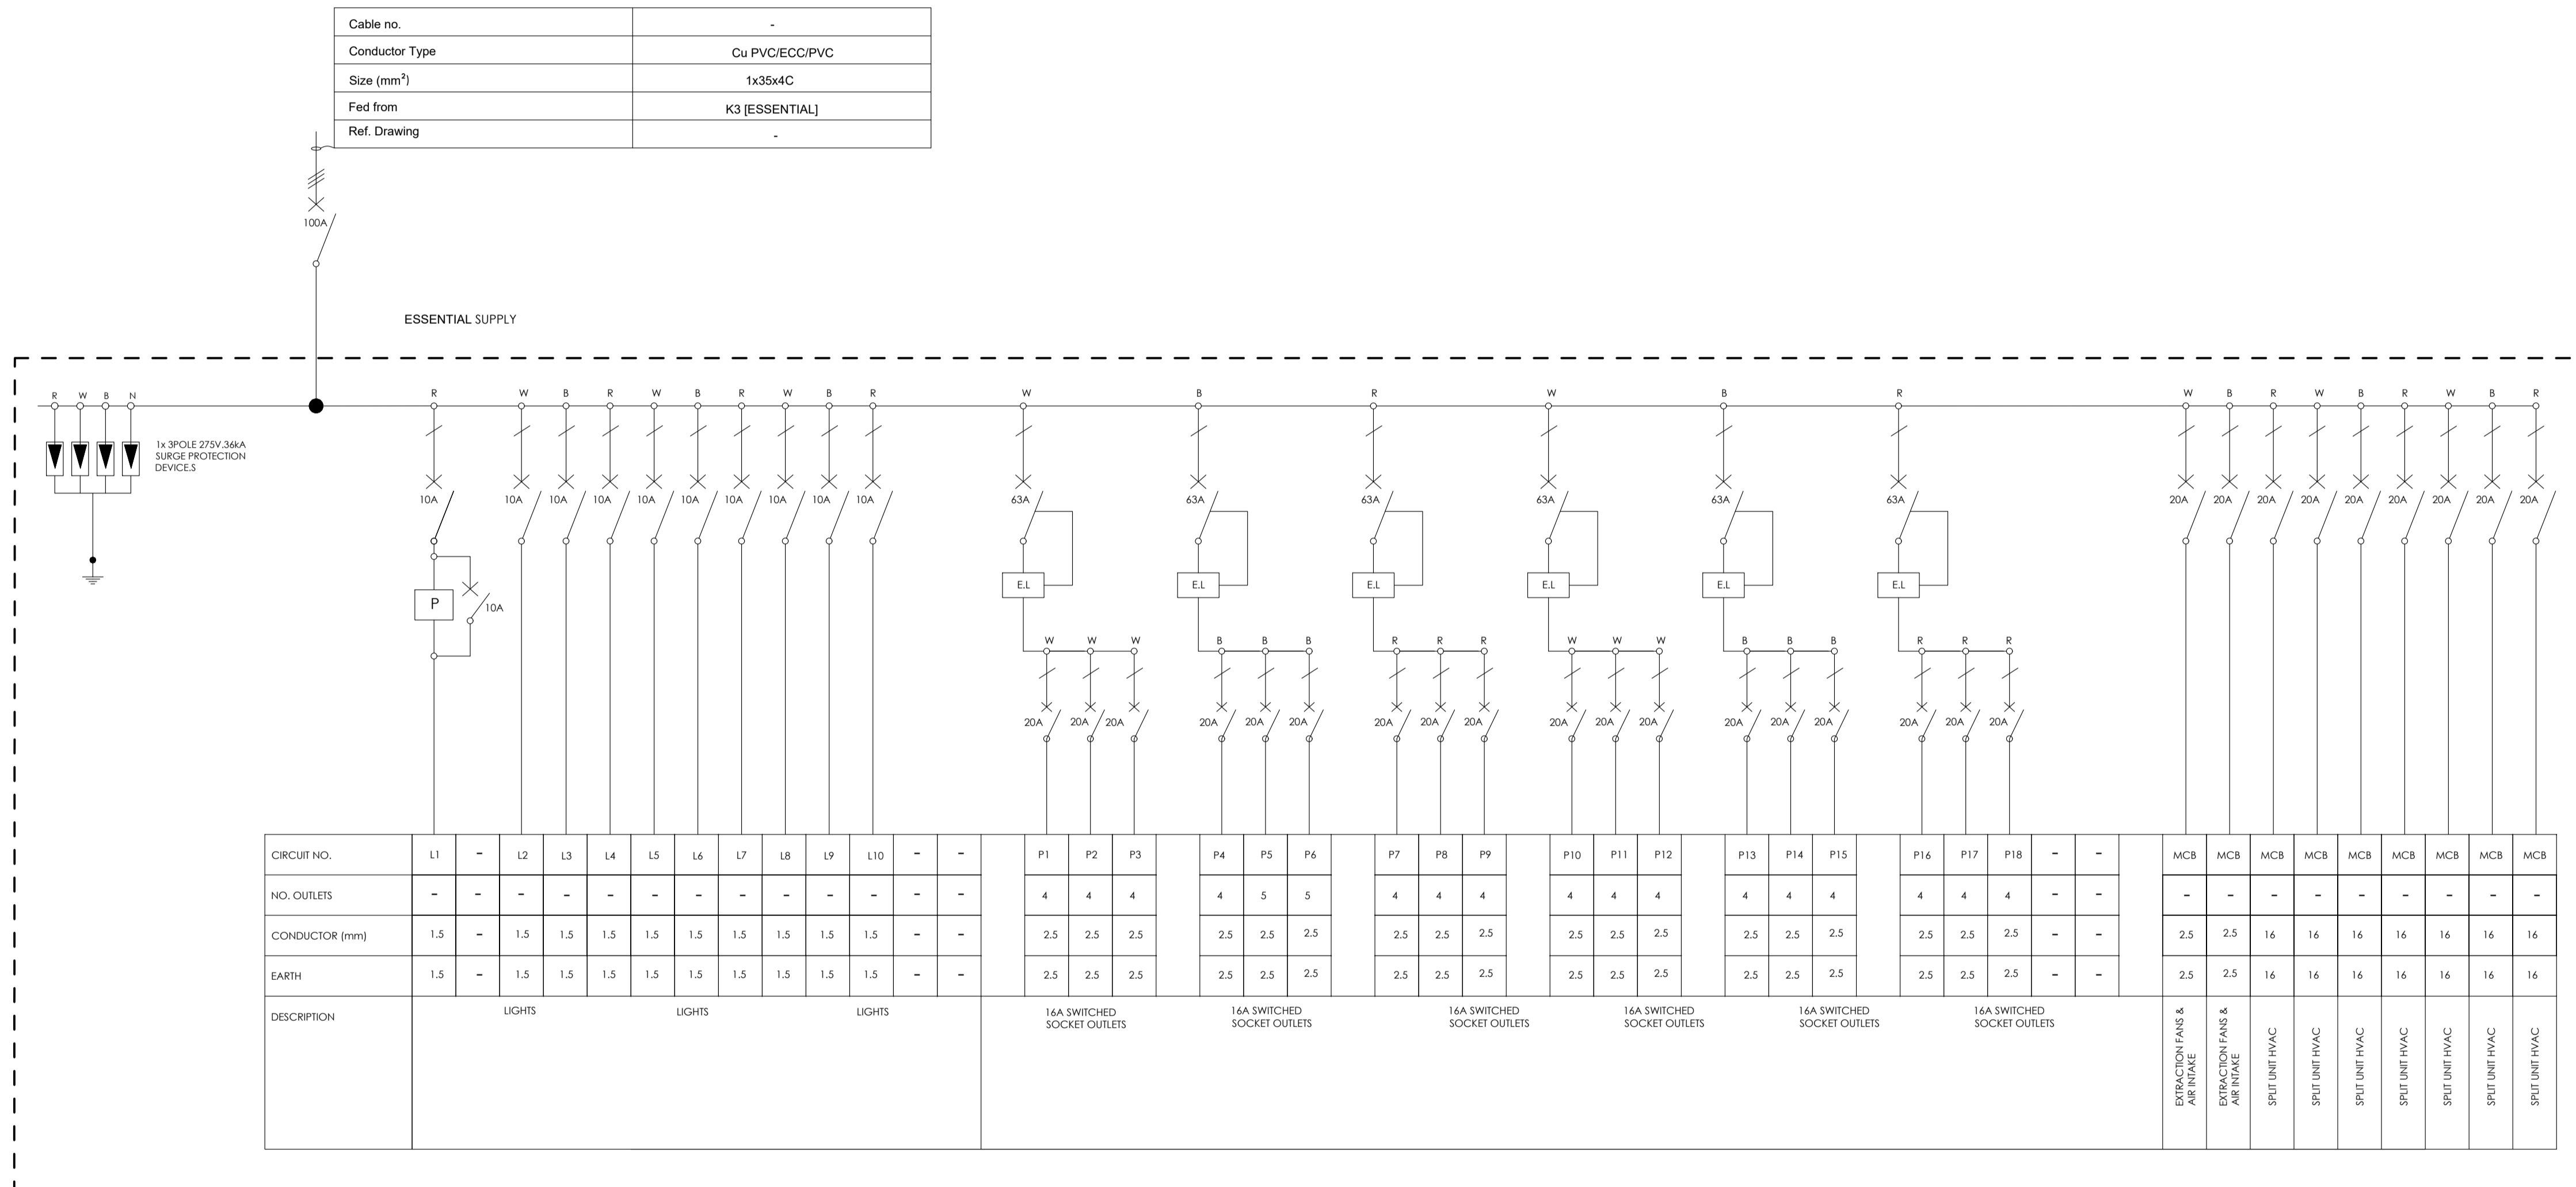 Cable no. -
Conductor Type Cu PVC/ECC/PVC
Size (mm²) 1x35x4C
Fed from K3 [ESSENTIAL]
Ref. Drawing -
100A
ESSENTIAL SUPPLY
R W B N R W B R W B R W B R W B R W B R W B R W B R W B R
1x 3POLE 275V.36kA
SURGE PROTECTION
DEVICE.S
10A 10A 10A 10A 10A 10A 10A 10A 10A 10A 63A 63A 63A 63A 63A 63A 20A 20A 20A 20A 20A 20A 20A 20A 20A
E.L E.L E.L E.L E.L E.L
P 10A
W W W B B B R R R W W W B B B R R R
20A 20A 20A 20A 20A 20A 20A 20A 20A 20A 20A 20A 20A 20A 20A 20A 20A 20A
CIRCUIT NO. L1 - L2 L3 L4 L5 L6 L7 L8 L9 L10 - - P1 P2 P3 P4 P5 P6 P7 P8 P9 P10 P11 P12 P13 P14 P15 P16 P17 P18 - - MCB MCB MCB MCB MCB MCB MCB MCB MCB
NO. OUTLETS - - - - - - - - - - - - - 4 4 4 4 5 5 4 4 4 4 4 4 4 4 4 4 4 4 - - - - - - - - - - -
CONDUCTOR (mm) 1.5 - 1.5 1.5 1.5 1.5 1.5 1.5 1.5 1.5 1.5 - - 2.5 2.5 2.5 2.5 2.5 2.5 2.5 2.5 2.5 2.5 2.5 2.5 2.5 2.5 2.5 2.5 2.5 2.5 - - 2.5 2.5 16 16 16 16 16 16 16
EARTH 1.5 - 1.5 1.5 1.5 1.5 1.5 1.5 1.5 1.5 1.5 - - 2.5 2.5 2.5 2.5 2.5 2.5 2.5 2.5 2.5 2.5 2.5 2.5 2.5 2.5 2.5 2.5 2.5 2.5 - - 2.5 2.5 16 16 16 16 16 16 16
DESCRIPTION LIGHTS LIGHTS LIGHTS
16A SWITCHED
SOCKET OUTLETS
16A SWITCHED
SOCKET OUTLETS
16A SWITCHED
SOCKET OUTLETS
16A SWITCHED
SOCKET OUTLETS
16A SWITCHED
SOCKET OUTLETS
16A SWITCHED
SOCKET OUTLETS
EXTRACTION FANS &
AIR INTAKE
EXTRACTION FANS &
AIR INTAKE
SPLIT UNIT HVAC
SPLIT UNIT HVAC
SPLIT UNIT HVAC
SPLIT UNIT HVAC
SPLIT UNIT HVAC
SPLIT UNIT HVAC
SPLIT UNIT HVAC